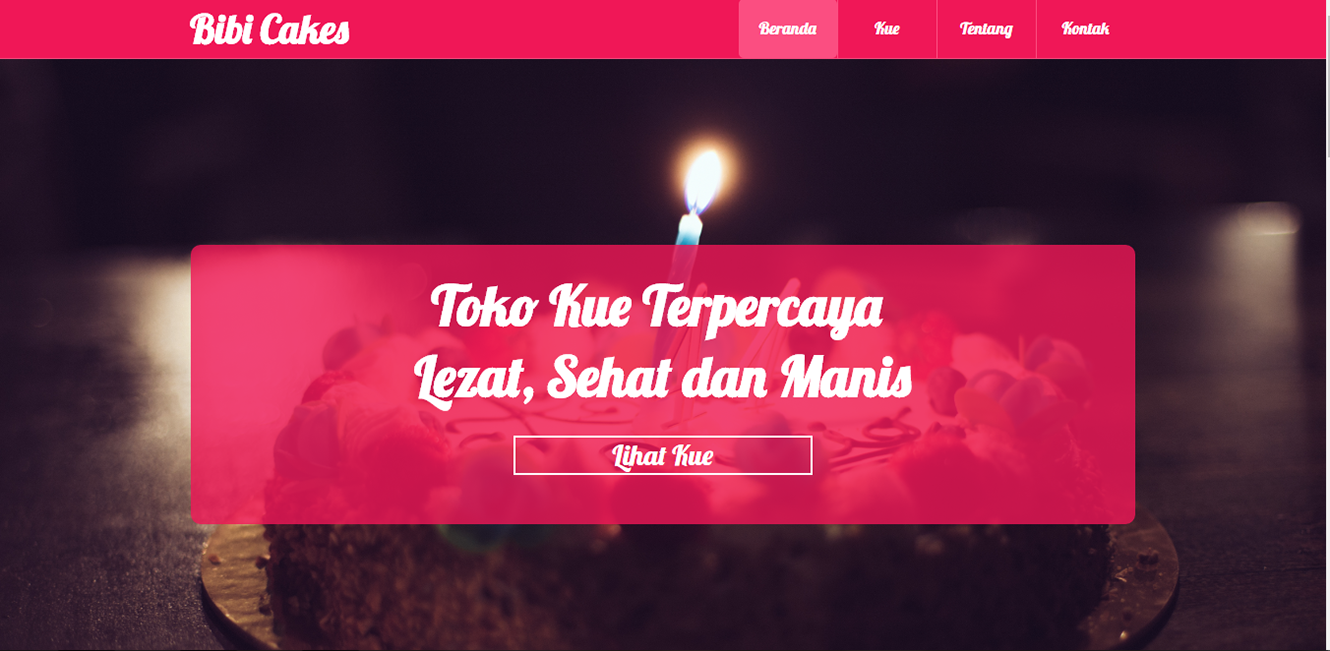 Bibi Cakes
Beranda
Kue
Tentang
Kontak
Toko Kue Terpercaya
Lezat, Sehat dan Manis
Lihat Kue